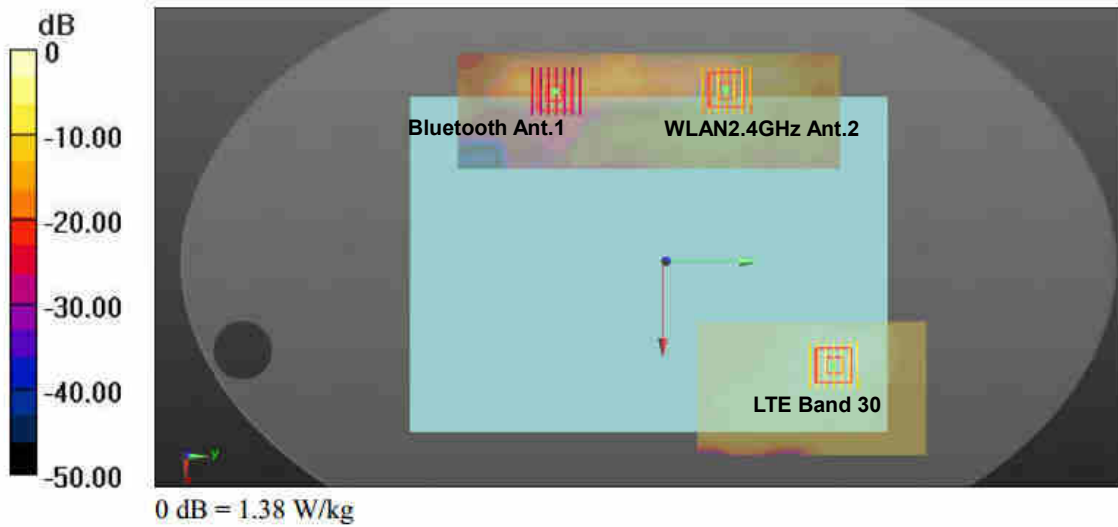 dB
0
-10.00
-20.00
-30.00
-40.00
-50.00
Bluetooth Ant.1
WLAN2.4GHz Ant.2
LTE Band 30
y
0 dB = 1.38 W/kg